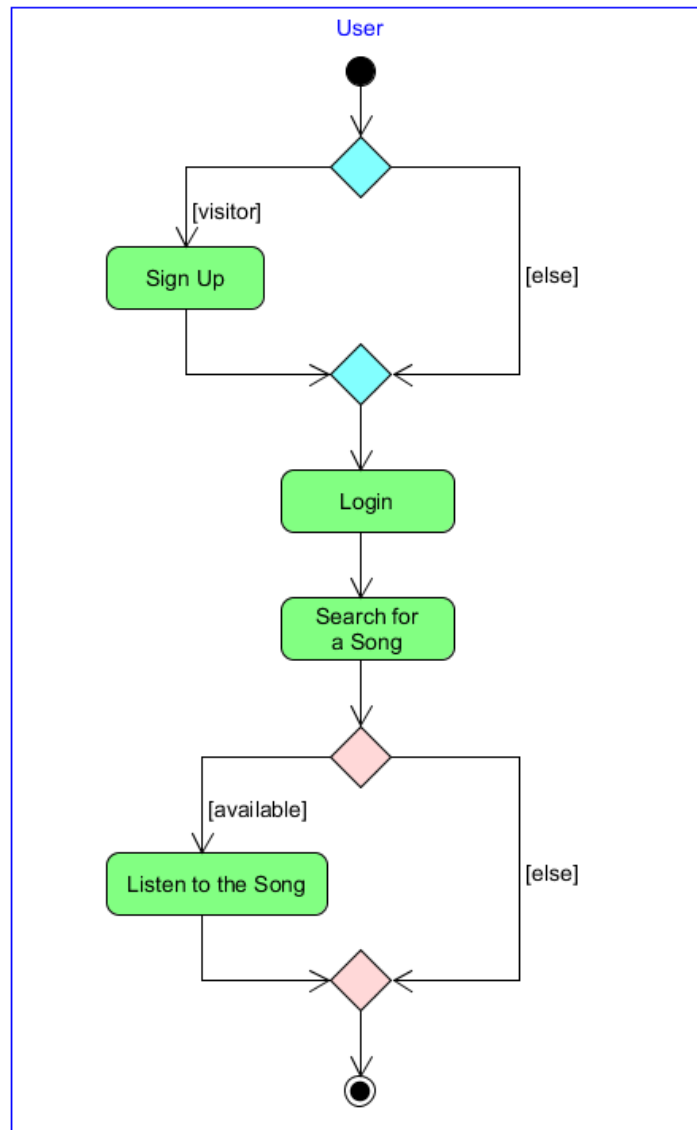 User
[visitor]
Sign Up
[else]
Login
Search for
a Song
[available]
Listen to the Song
[else]